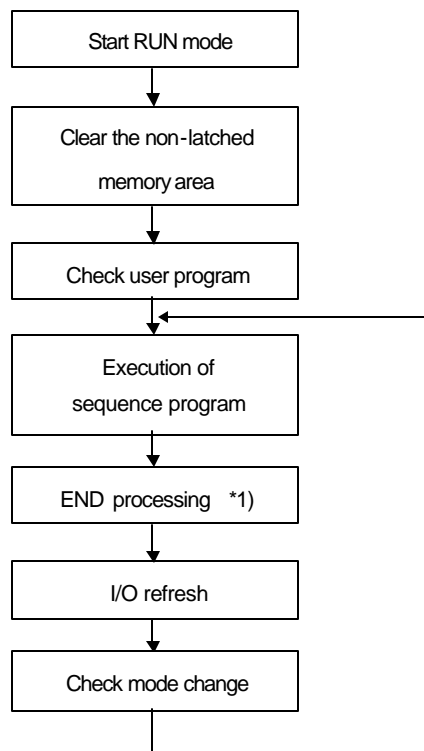 Start RUN mode
Clear the non-latched
memory area
Check user program
Execution of
sequence program
END processing *1)
I/O refresh
Check mode change